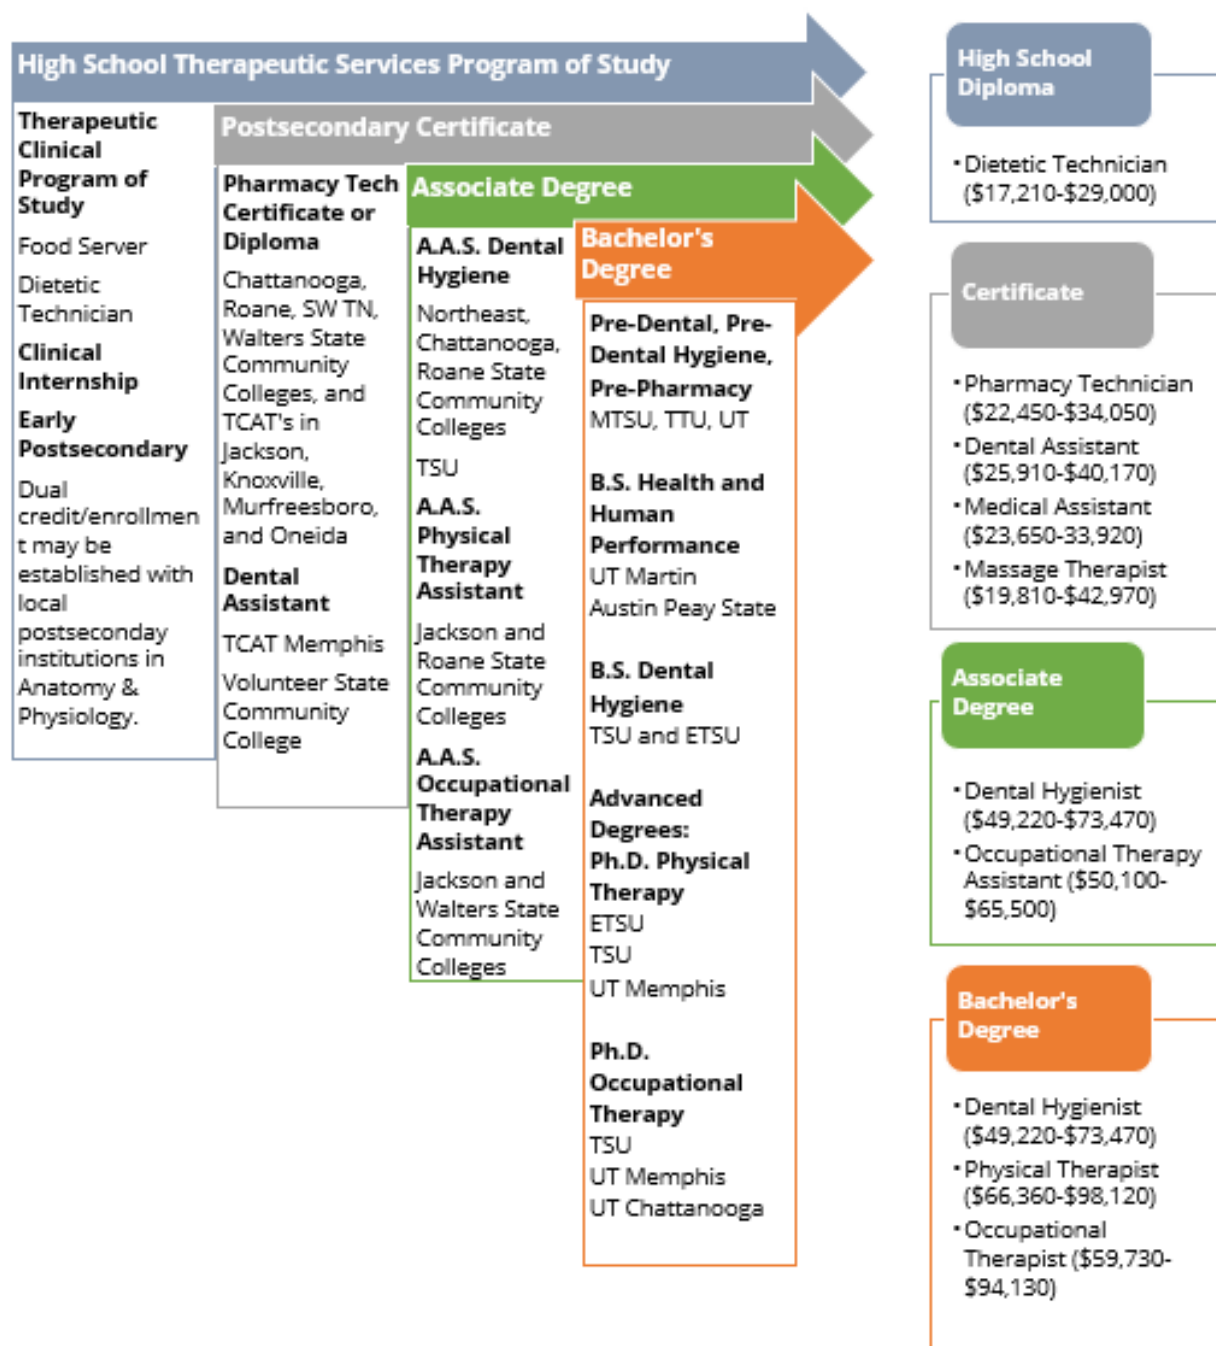 High School Therapeutic Services Program of Study
Therapeutic
Clinical
Program of
Study
Food Server
Dietetic
Technician
Clinical
Internship
Early
Postsecondary
Dual
credit/enrollmen
t may be
established with
local
postseconday
institutions in
Anatomy &
Physiology.
Postsecondary Certificate
Pharmacy Tech
Certificate or
Diploma
Chattanooga,
Roane, SW TN,
Walters State
Community
Colleges, and
TCAT's in
Jackson,
Knoxville,
Murfreesboro,
and Oneida
Dental
Assistant
TCAT Memphis
Volunteer State
Community
College
Associate Degree
A.A.S. Dental
Hygiene
Northeast,
Chattanooga,
Roane State
Community
Colleges
TSU
A.A.S.
Physical
Therapy
Assistant
Jackson and
Roane State
Community
Colleges
A.A.S.
Occupational
Therapy
Assistant
Jackson and
Walters State
Community
Colleges
Bachelor's
Degree
Pre-Dental, Pre-
Dental Hygiene,
Pre-Pharmacy
MTSU, TTU, UT
B.S. Health and
Human
Performance
UT Martin
Austin Peay State
B.S. Dental
Hygiene
TSU and ETSU
Advanced
Degrees:
Ph.D. Physical
Therapy
ETSU
TSU
UT Memphis
Ph.D.
Occupational
Therapy
TSU
UT Memphis
UT Chattanooga
High School
Diploma
▪ Dietetic Technician
($17,210-$29,000)
Certificate
▪ Pharmacy Technician
($22,450-$34,050)
▪ Dental Assistant
($25,910-$40,170)
▪ Medical Assistant
($23,650-33,920)
▪ Massage Therapist
($19,810-$42,970)
Associate
Degree
▪ Dental Hygienist
($49,220-$73,470)
▪ Occupational Therapy
Assistant ($50,100-
$65,500)
Bachelor's
Degree
▪ Dental Hygienist
($49,220-$73,470)
▪ Physical Therapist
($66,360-$98,120)
▪ Occupational
Therapist ($59,730-
$94,130)